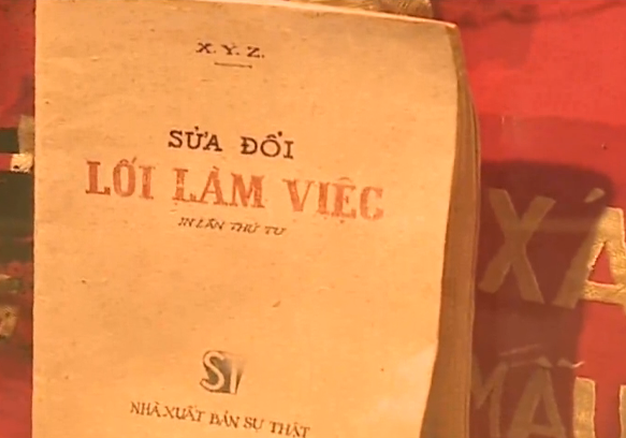 X. Y. Z.
SỬA ĐỔI
LỐI LÀM VIỆC
IN LẦN THỨ TƯ
ST
NHÀ XUẤT BẢN SỰ THẬT